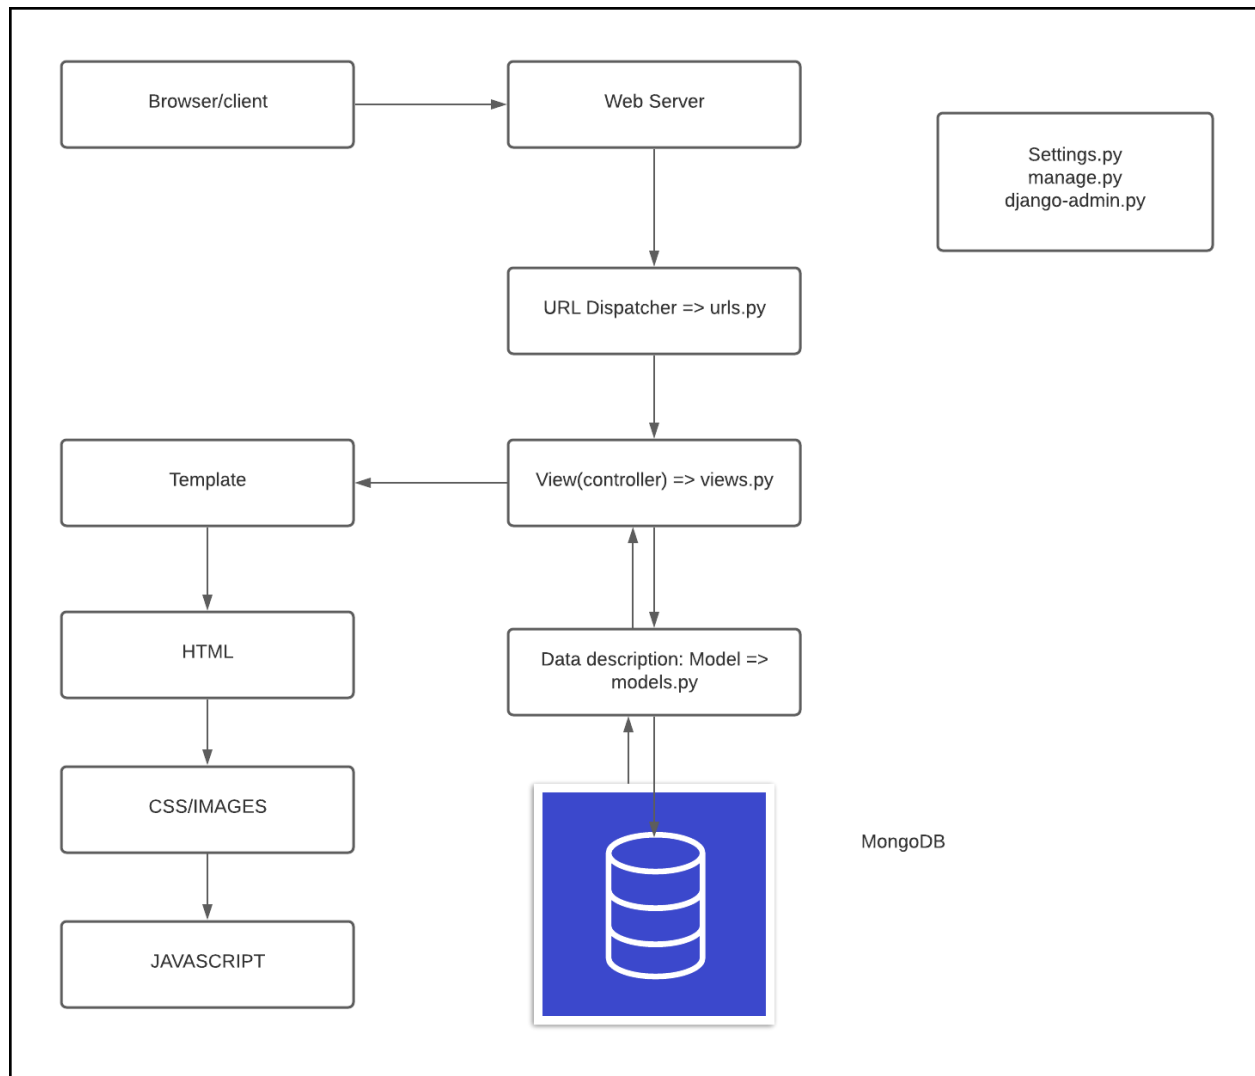 Browser/client
Web Server
Settings.py
manage.py
django-admin.py
URL Dispatcher => urls.py
Template
View(controller) => views.py
HTML
Data description: Model =>
models.py
CSS/IMAGES
MongoDB
JAVASCRIPT